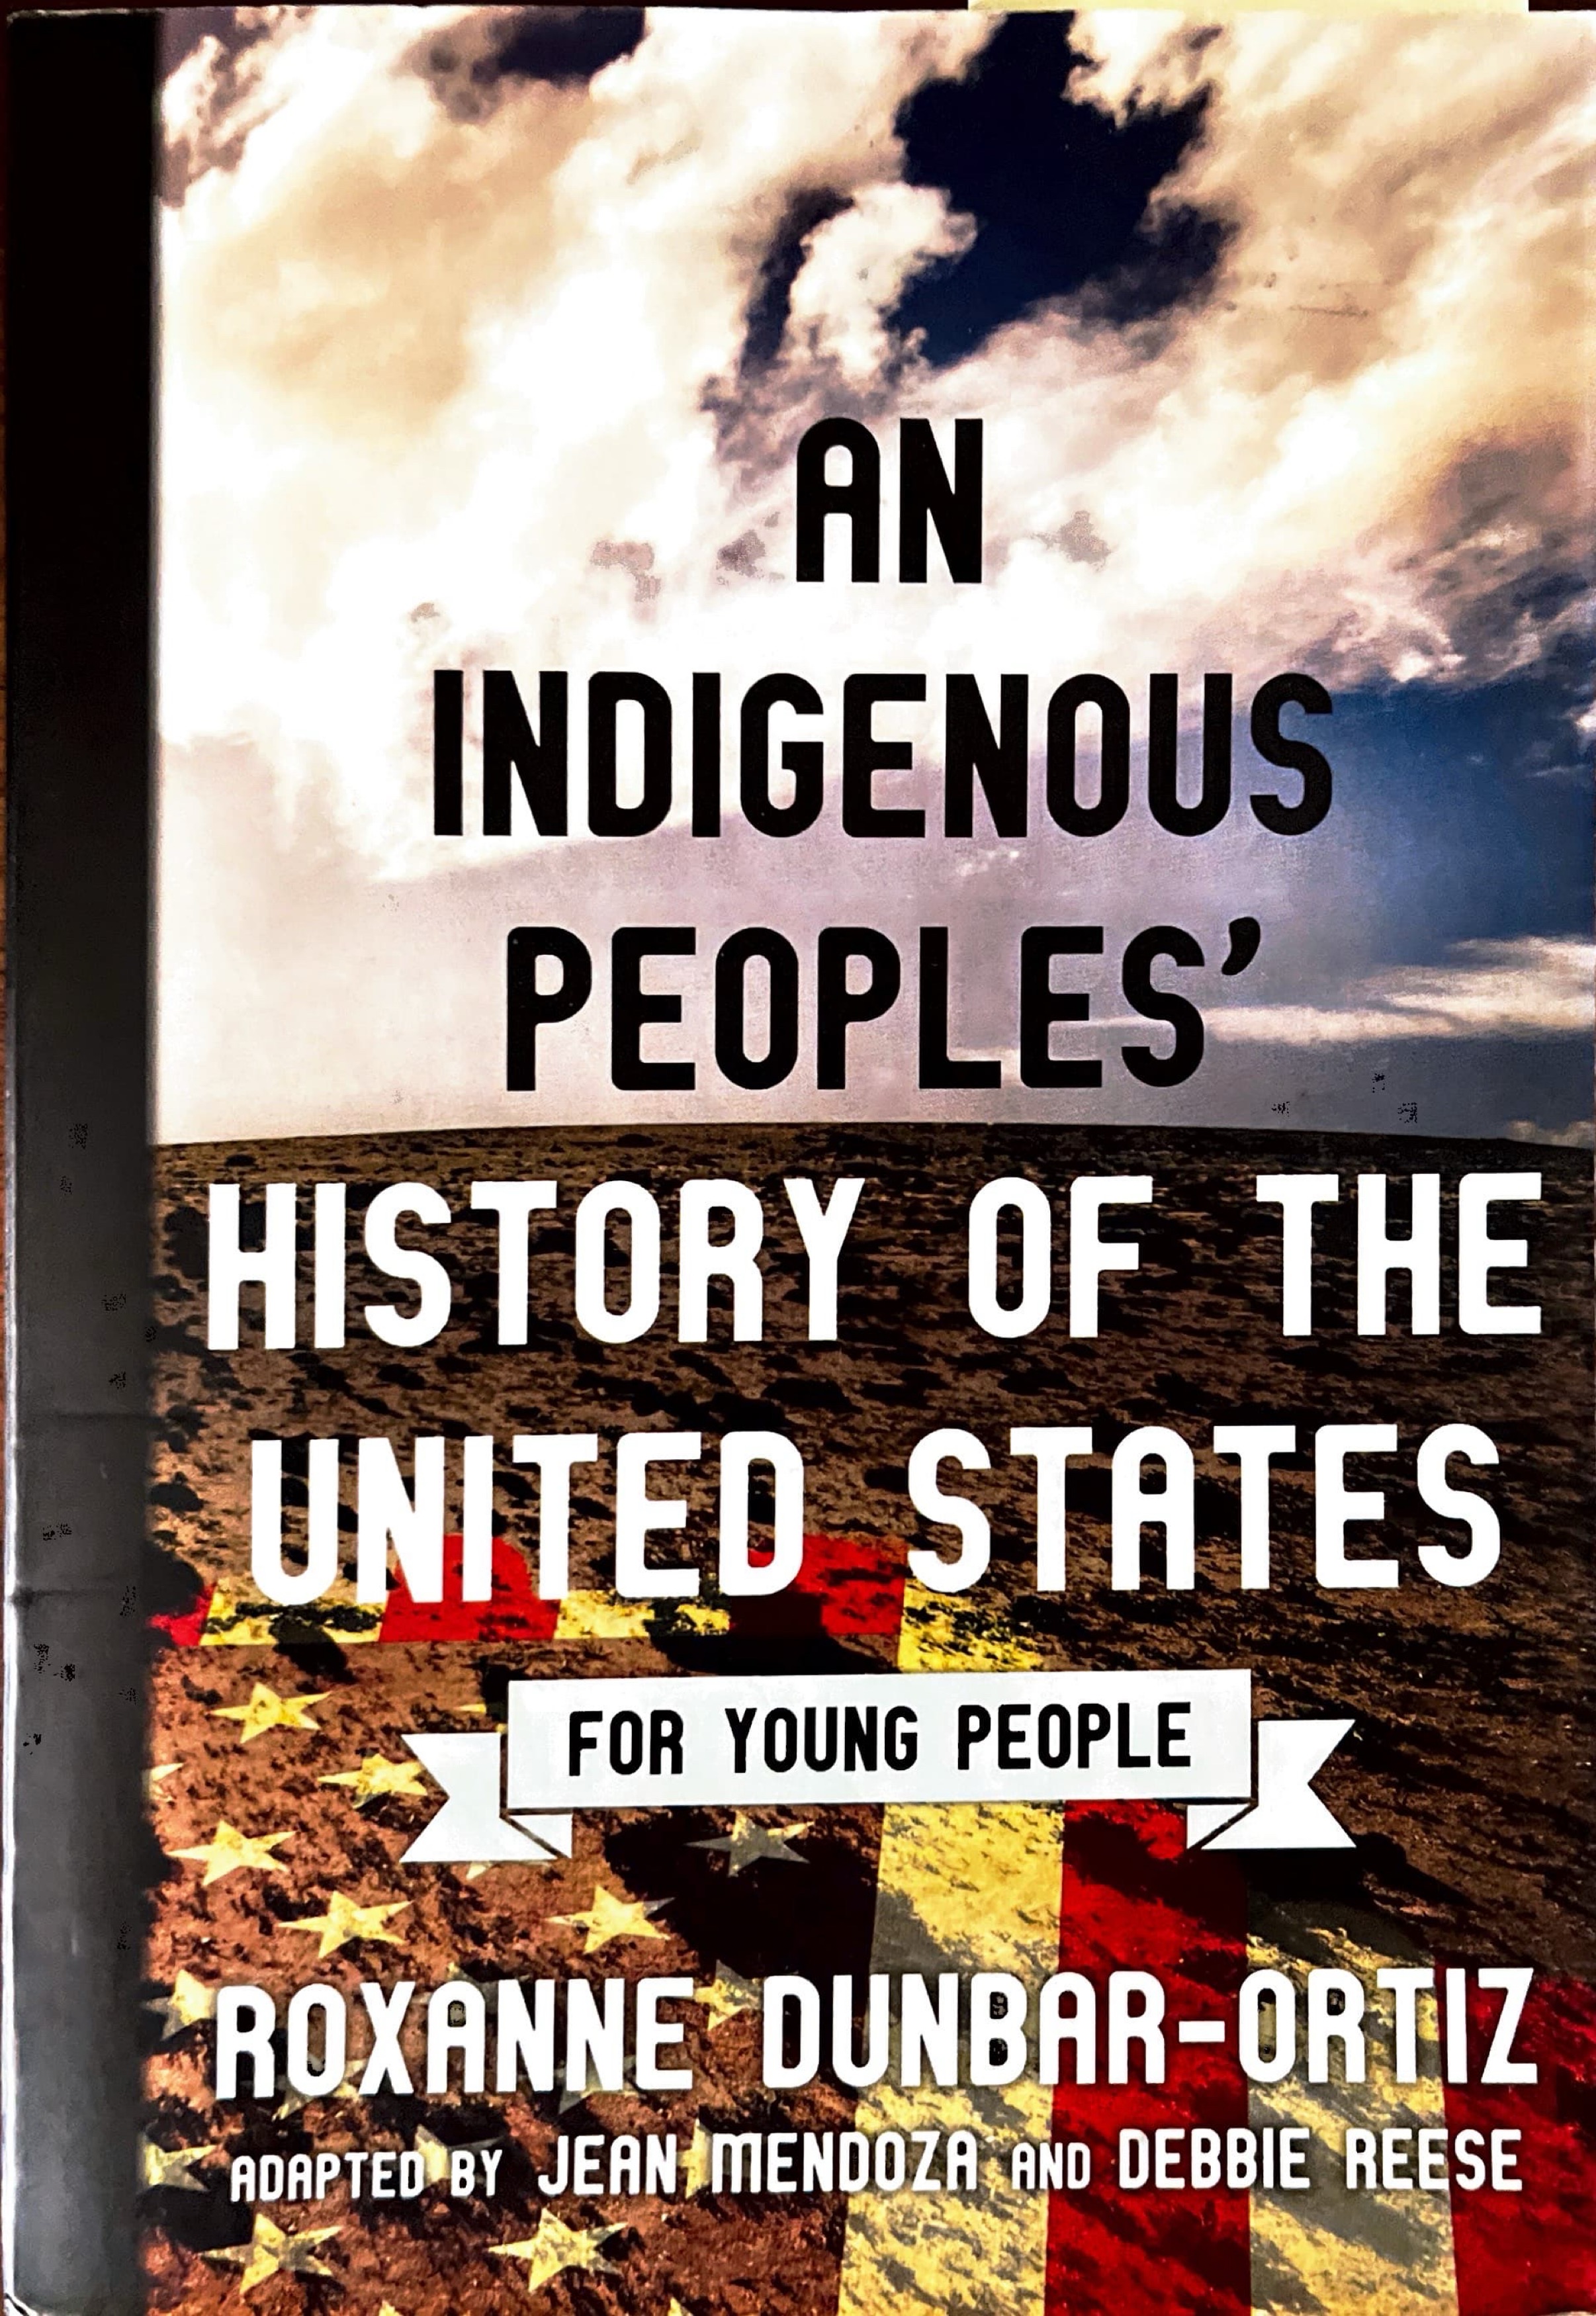 AN
INDIGENOUS
PEOPLES’
HISTORY OF THE
UNITED STATES
FOR YOUNG PEOPLE
ROXANNE DUNBAR-ORTIZ
ADAPTED BY JEAN MENDOZA AND DEBBIE REESE